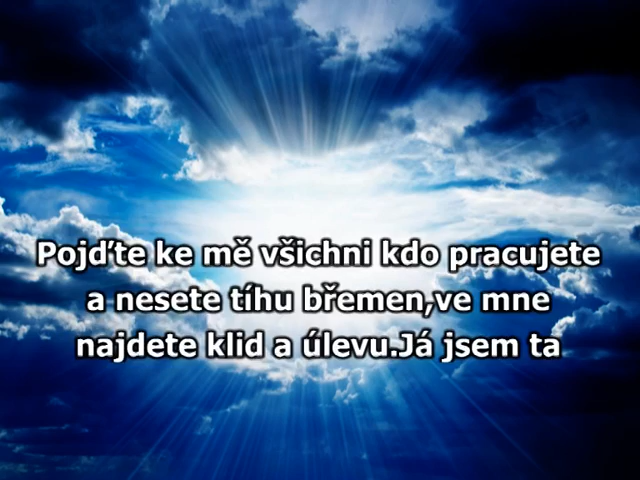 Pojďte ke mě všichni kdo pracujete
a nesete tíhu břemen,ve mne
najdete klid a úlevu.Já jsem ta